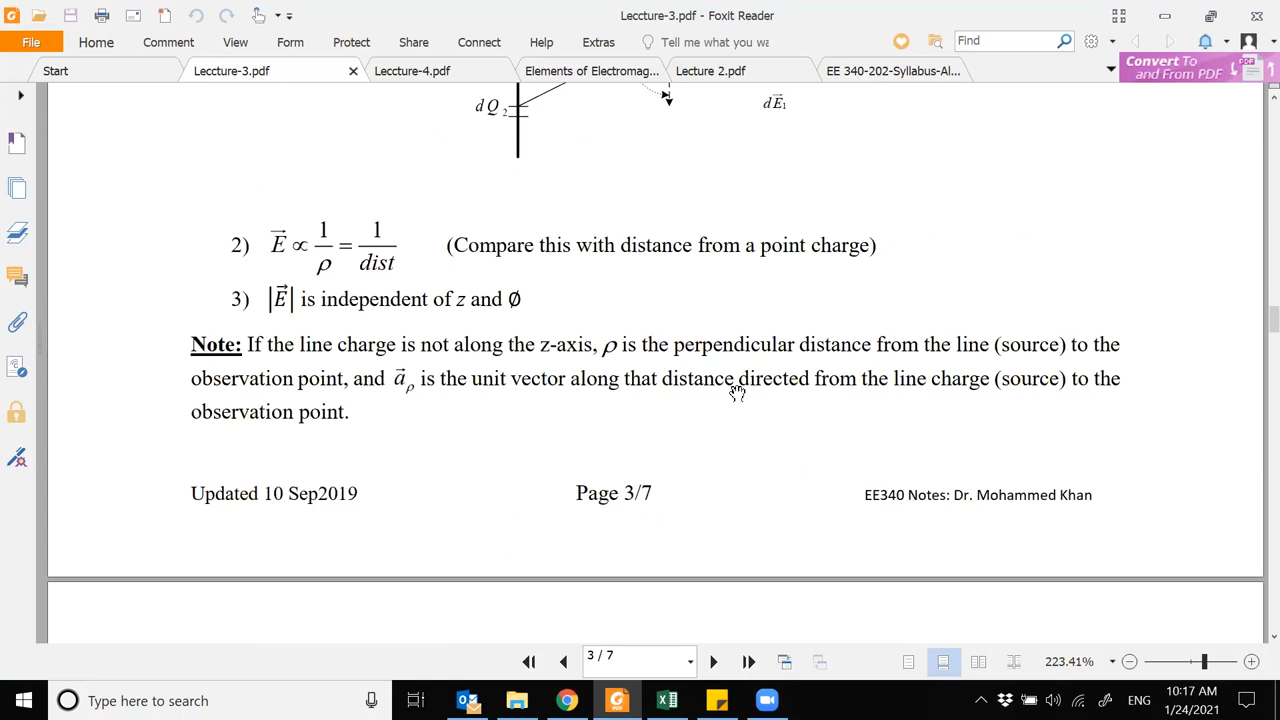 Leccture-3.pdf - Foxit Reader
File Home Comment View Form Protect Share Connect Help Extras Tell me what you wa Find
Start Leccture-3.pdf Leccture-4.pdf Elements of Electromag... Lecture 2.pdf EE 340-202-Syllabus-Al... Convert To
and From PDF
d Q 2
dE⃗1
2) E⃗ ∝ 1/ρ = 1/dist (Compare this with distance from a point charge)
3) |E⃗| is independent of z and Ø
Note: If the line charge is not along the z-axis, ρ is the perpendicular distance from the line (source) to the
observation point, and a⃗ρ is the unit vector along that distance directed from the line charge (source) to the
observation point.
Updated 10 Sep2019 Page 3/7 EE340 Notes: Dr. Mohammed Khan
3 / 7 223.41%
Type here to search ENG 10:17 AM
1/24/2021